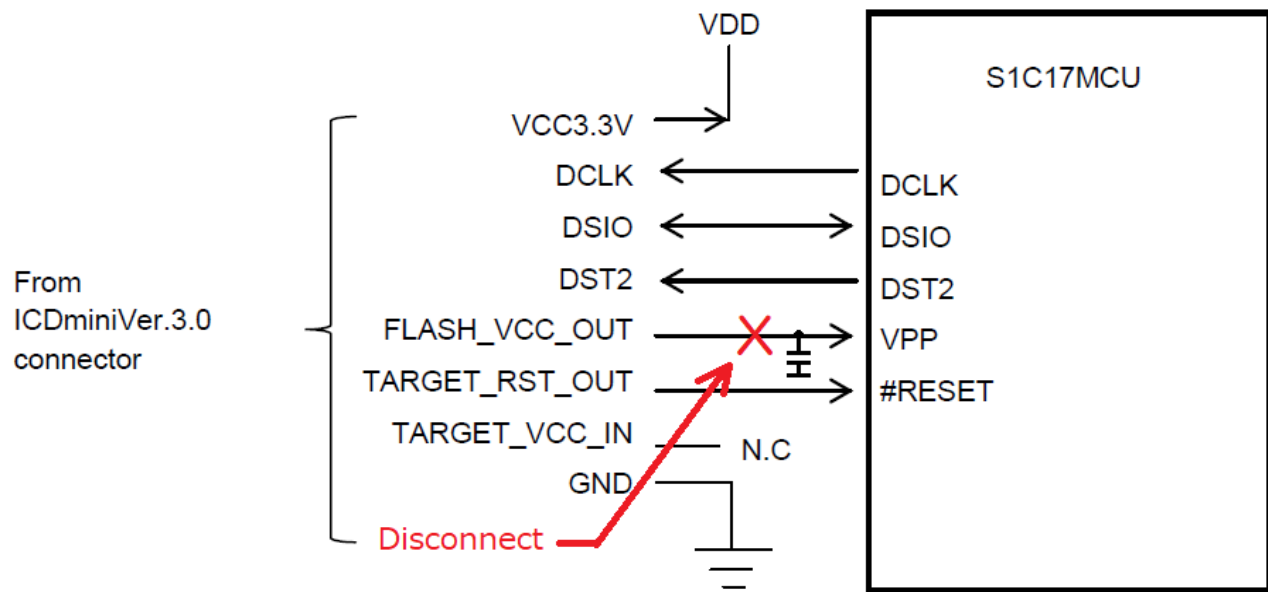 VDD
S1C17MCU
VCC3.3V
DCLK
DCLK
DSIO
DSIO
DST2
DST2
From
ICDminiVer.3.0
connector
FLASH_VCC_OUT
VPP
TARGET_RST_OUT
#RESET
TARGET_VCC_IN
N.C
GND
Disconnect